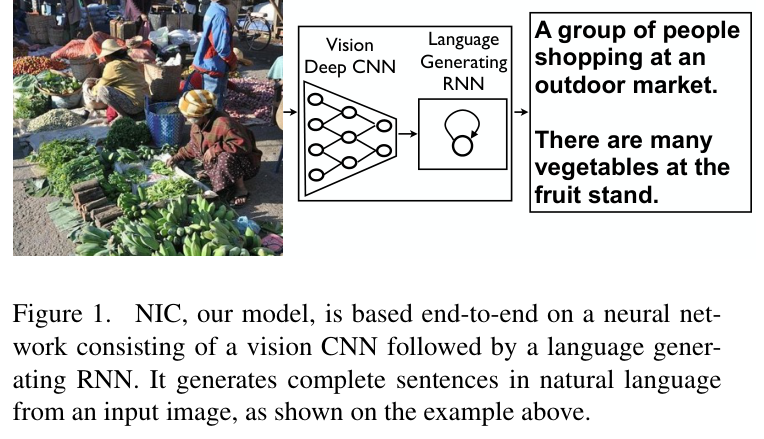 Vision
Deep CNN
Language
Generating
RNN
A group of people
shopping at an
outdoor market.
There are many
vegetables at the
fruit stand.
Figure 1. NIC, our model, is based end-to-end on a neural net-
work consisting of a vision CNN followed by a language gener-
ating RNN. It generates complete sentences in natural language
from an input image, as shown on the example above.